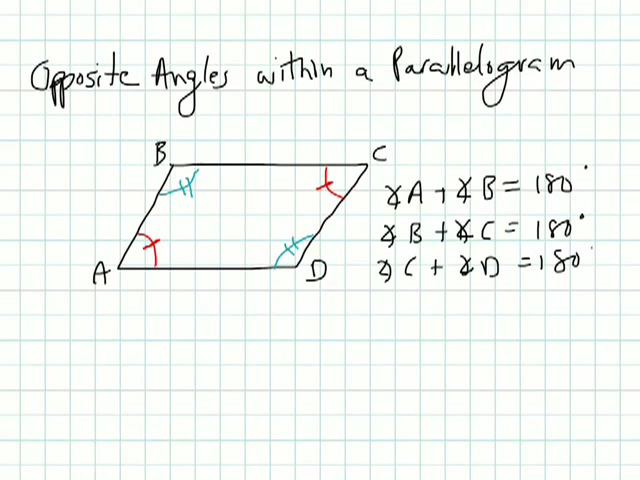 Opposite Angles within a Parallelogram
B
C
A
D
∡A + ∡B = 180°
∡B + ∡C = 180°
∡C + ∡D = 180°